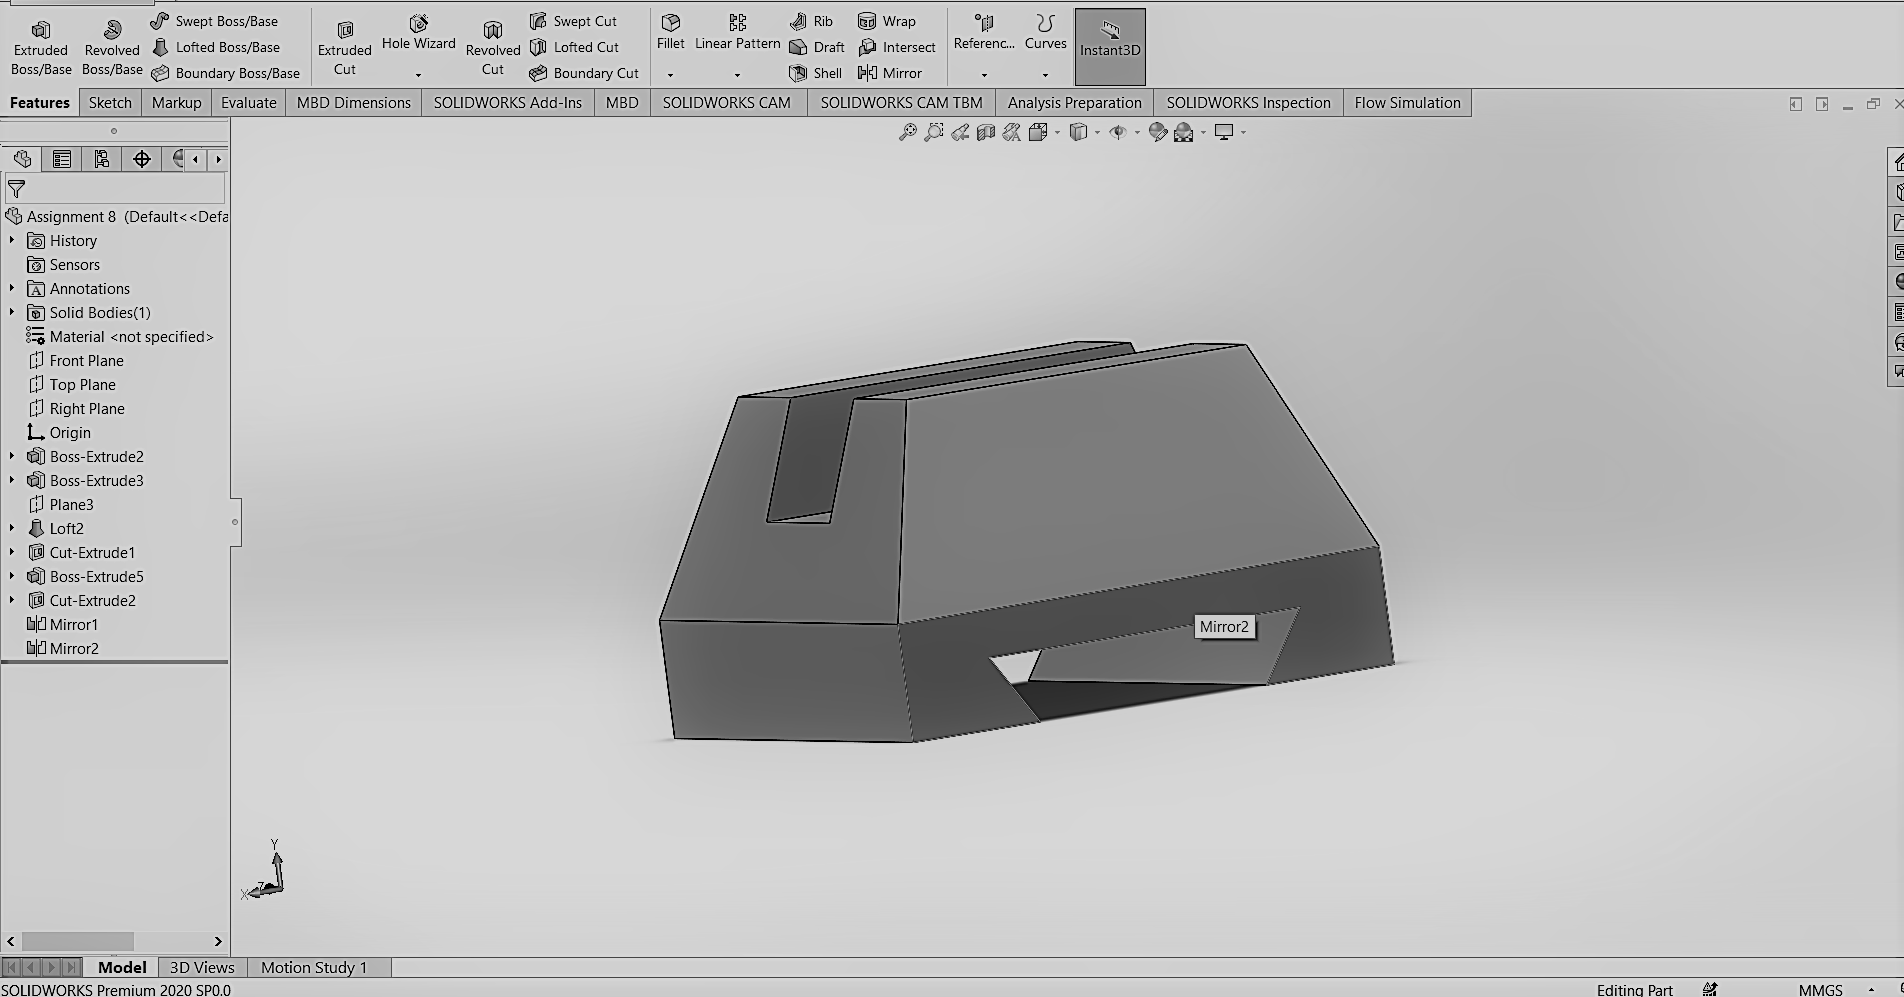 Extruded Boss/Base
Revolved Boss/Base
Swept Boss/Base
Lofted Boss/Base
Boundary Boss/Base
Extruded Cut
Hole Wizard
Revolved Cut
Swept Cut
Lofted Cut
Boundary Cut
Fillet
Linear Pattern
Rib
Draft
Shell
Wrap
Intersect
Mirror
Referenc...
Curves
Instant3D
Features
Sketch
Markup
Evaluate
MBD Dimensions
SOLIDWORKS Add-Ins
MBD
SOLIDWORKS CAM
SOLIDWORKS CAM TBM
Analysis Preparation
SOLIDWORKS Inspection
Flow Simulation
Assignment 8 (Default<<Defa
History
Sensors
Annotations
Solid Bodies(1)
Material <not specified>
Front Plane
Top Plane
Right Plane
Origin
Boss-Extrude2
Boss-Extrude3
Plane3
Loft2
Cut-Extrude1
Boss-Extrude5
Cut-Extrude2
Mirror1
Mirror2
Mirror2
Y
X
Z
Model
3D Views
Motion Study 1
SOLIDWORKS Premium 2020 SP0.0
Editing Part
MMGS